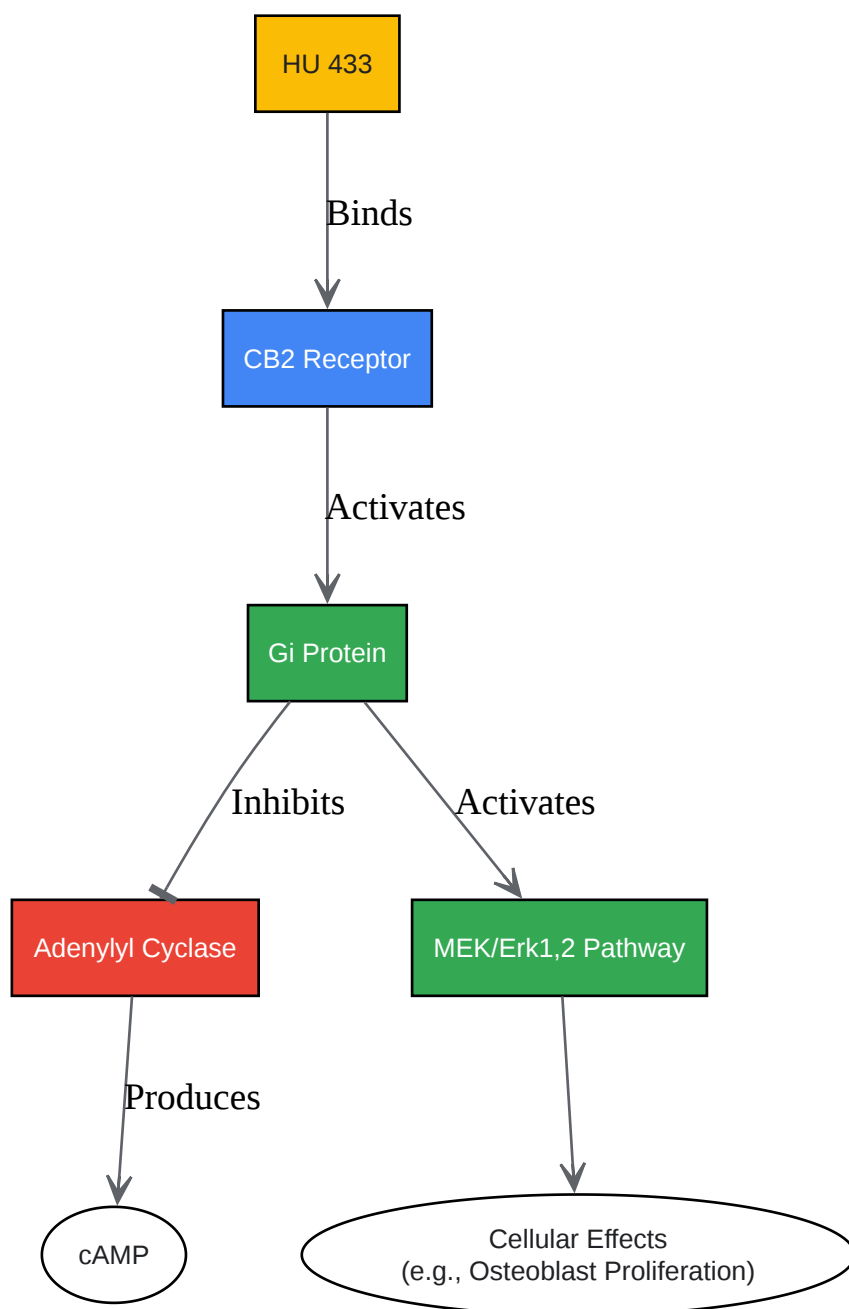 HU 433
Binds
CB2 Receptor
Activates
Gi Protein
Inhibits
Activates
Adenylyl Cyclase
MEK/Erk1,2 Pathway
Produces
cAMP
Cellular Effects
(e.g., Osteoblast Proliferation)